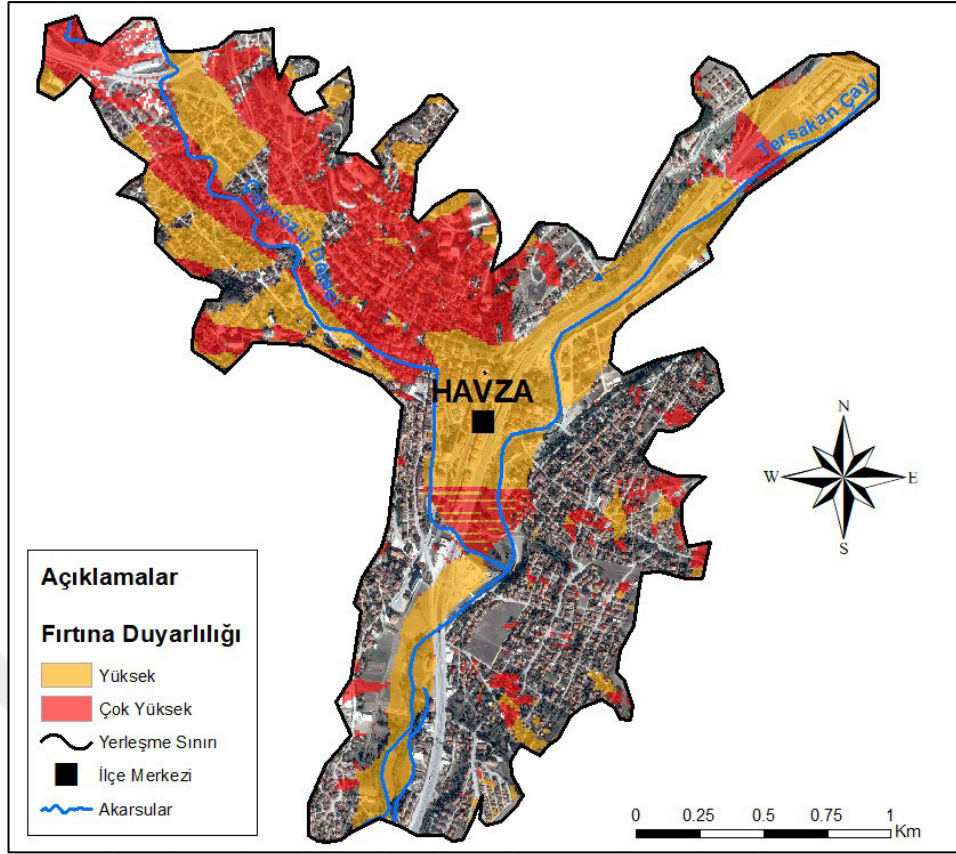 Tersakan Çayı
Çayırözü Deresi
HAVZA
N
W
E
S
Açıklamalar
Fırtına Duyarlılığı
Yüksek
Çok Yüksek
Yerleşme Sınırı
İlçe Merkezi
Akarsular
0 0.25 0.5 0.75 1
Km